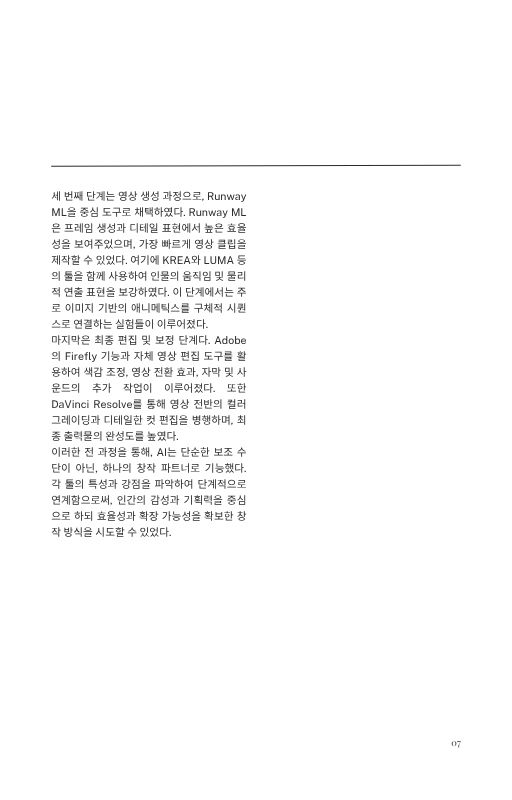 세 번째 단계는 영상 생성 과정으로, Runway
ML을 중심 도구로 채택하였다. Runway ML
은 프레임 생성과 디테일 표현에서 높은 효율
성을 보여주었으며, 가장 빠르게 영상 클립을
제작할 수 있었다. 여기에 KREA와 LUMA 등
의 툴을 함께 사용하여 인물의 움직임 및 물리
적 연출 표현을 보강하였다. 이 단계에서는 주
로 이미지 기반의 애니메틱스를 구체적 시퀀
스로 연결하는 실험들이 이루어졌다.
마지막은 최종 편집 및 보정 단계다. Adobe
의 Firefly 기능과 자체 영상 편집 도구를 활
용하여 색감 조정, 영상 전환 효과, 자막 및 사
운드의 추가 작업이 이루어졌다. 또한
DaVinci Resolve를 통해 영상 전반의 컬러
그레이딩과 디테일한 컷 편집을 병행하며, 최
종 출력물의 완성도를 높였다.
이러한 전 과정을 통해, AI는 단순한 보조 수
단이 아닌, 하나의 창작 파트너로 기능했다.
각 툴의 특성과 강점을 파악하여 단계적으로
연계함으로써, 인간의 감성과 기획력을 중심
으로 하되 효율성과 확장 가능성을 확보한 창
작 방식을 시도할 수 있었다.
07